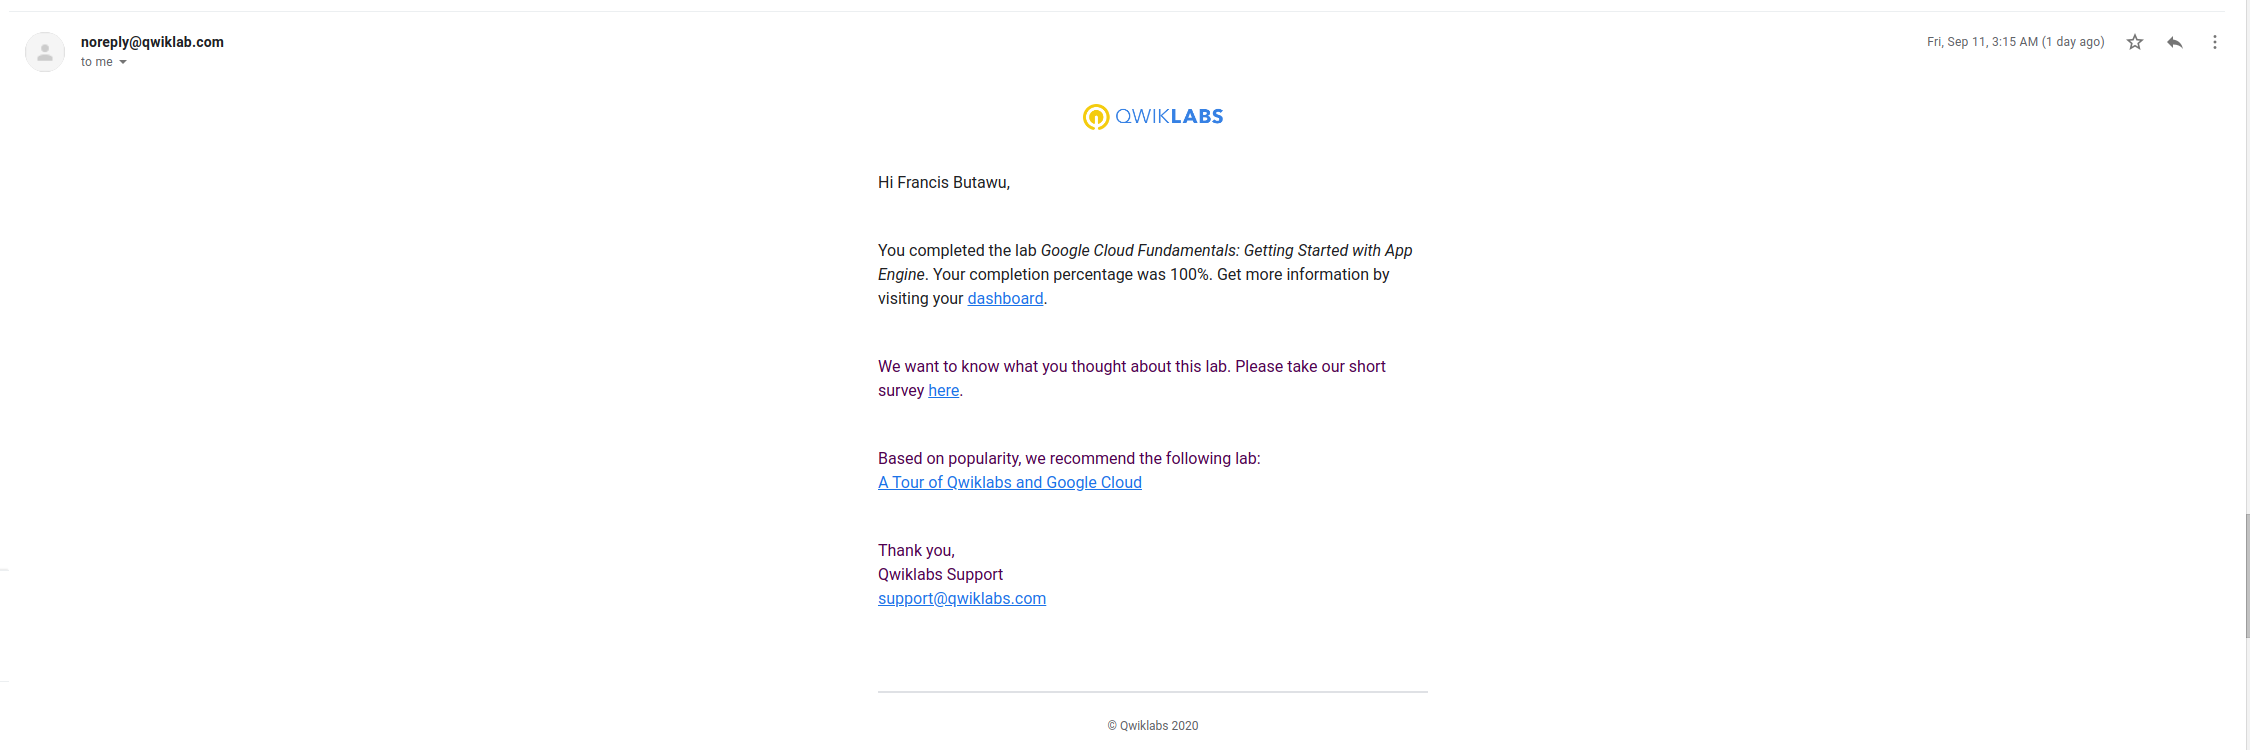 noreply@qwiklab.com
to me
Fri, Sep 11, 3:15 AM (1 day ago)
QWIKLABS
Hi Francis Butawu,
You completed the lab Google Cloud Fundamentals: Getting Started with App
Engine. Your completion percentage was 100%. Get more information by
visiting your dashboard.
We want to know what you thought about this lab. Please take our short
survey here.
Based on popularity, we recommend the following lab:
A Tour of Qwiklabs and Google Cloud
Thank you,
Qwiklabs Support
support@qwiklabs.com
© Qwiklabs 2020